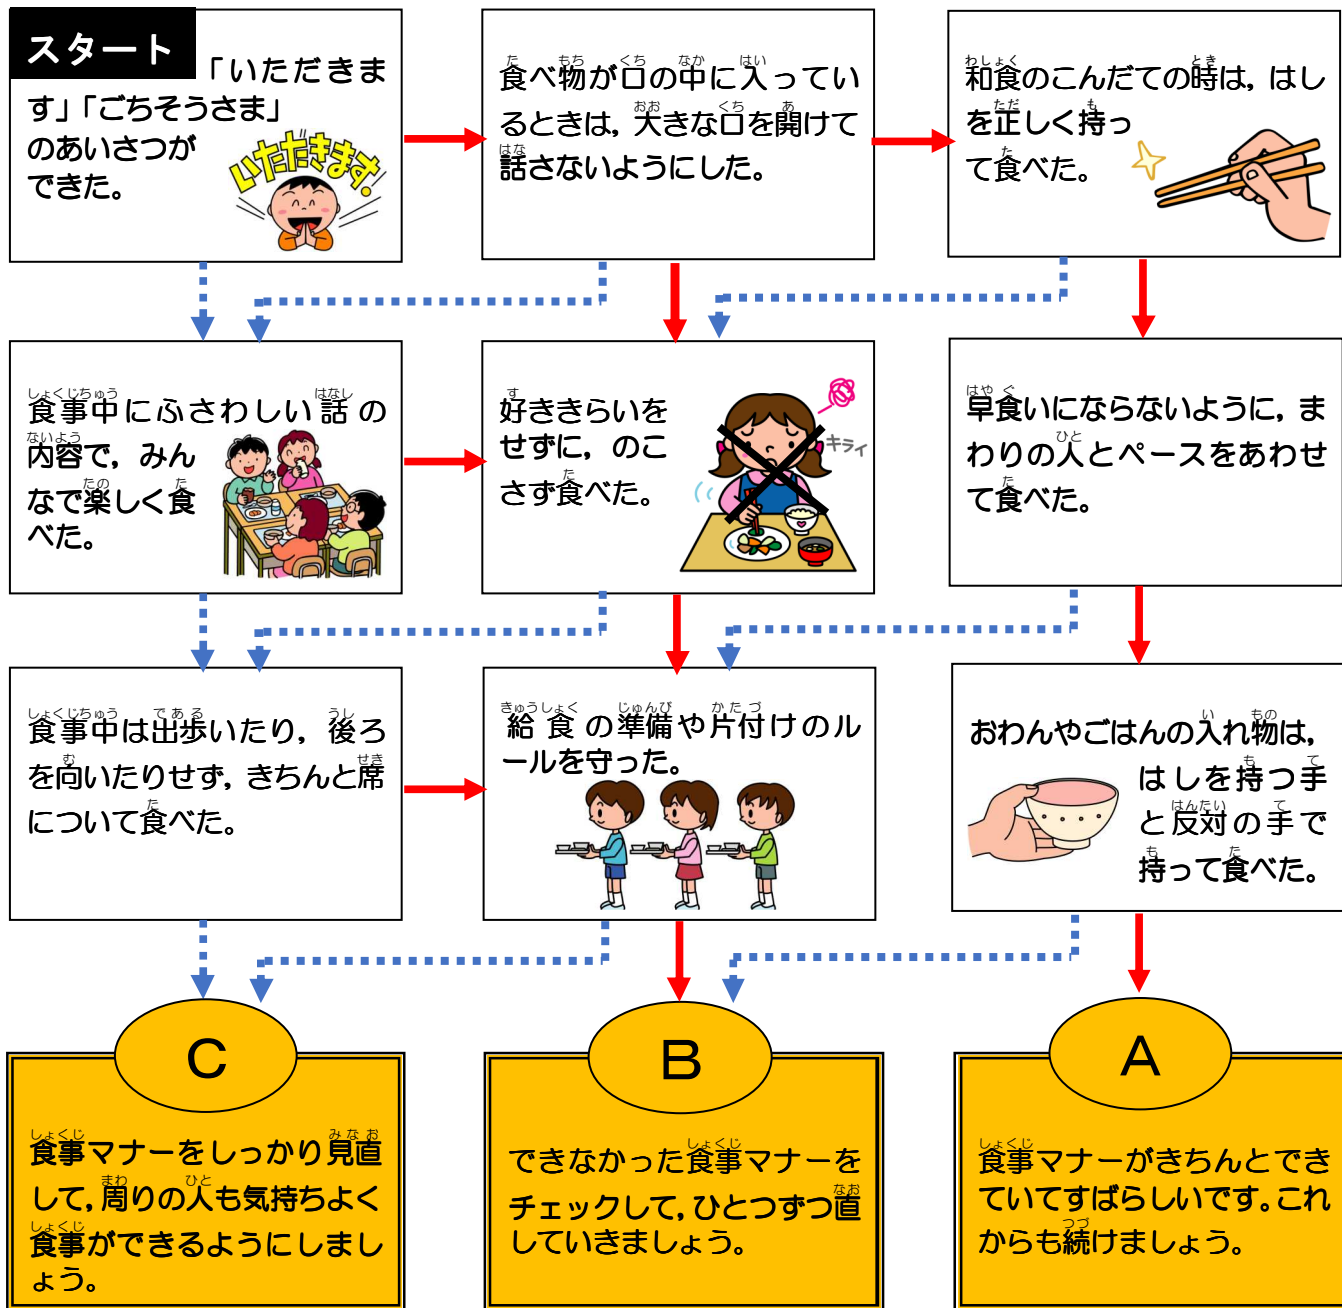 スタート
「いただきま
す」「ごちそうさま」
のあいさつが
できた。
いただきます!
食べ物が口の中に入ってい
るときは，大きな口を開けて
話さないようにした。
和食のこんだての時は，はし
を正しく持っ
て食べた。
食事中にふさわしい話の
内容で，みん
なで楽しく食
べた。
好ききらいを
せずに，のこ
さず食べた。
キライ
早食いにならないように，ま
わりの人とペースをあわせ
て食べた。
食事中は出歩いたり，後ろ
を向いたりせず，きちんと席
について食べた。
給食の準備や片付けのル
ールを守った。
おわんやごはんの入れ物は，
はしを持つ手
と反対の手で
持って食べた。
C
食事マナーをしっかり見直
して，周りの人も気持ちよく
食事ができるようにしまし
ょう。
B
できなかった食事マナーを
チェックして，ひとつずつ直
していきましょう。
A
食事マナーがきちんとでき
ていてすばらしいです。これ
からも続けましょう。